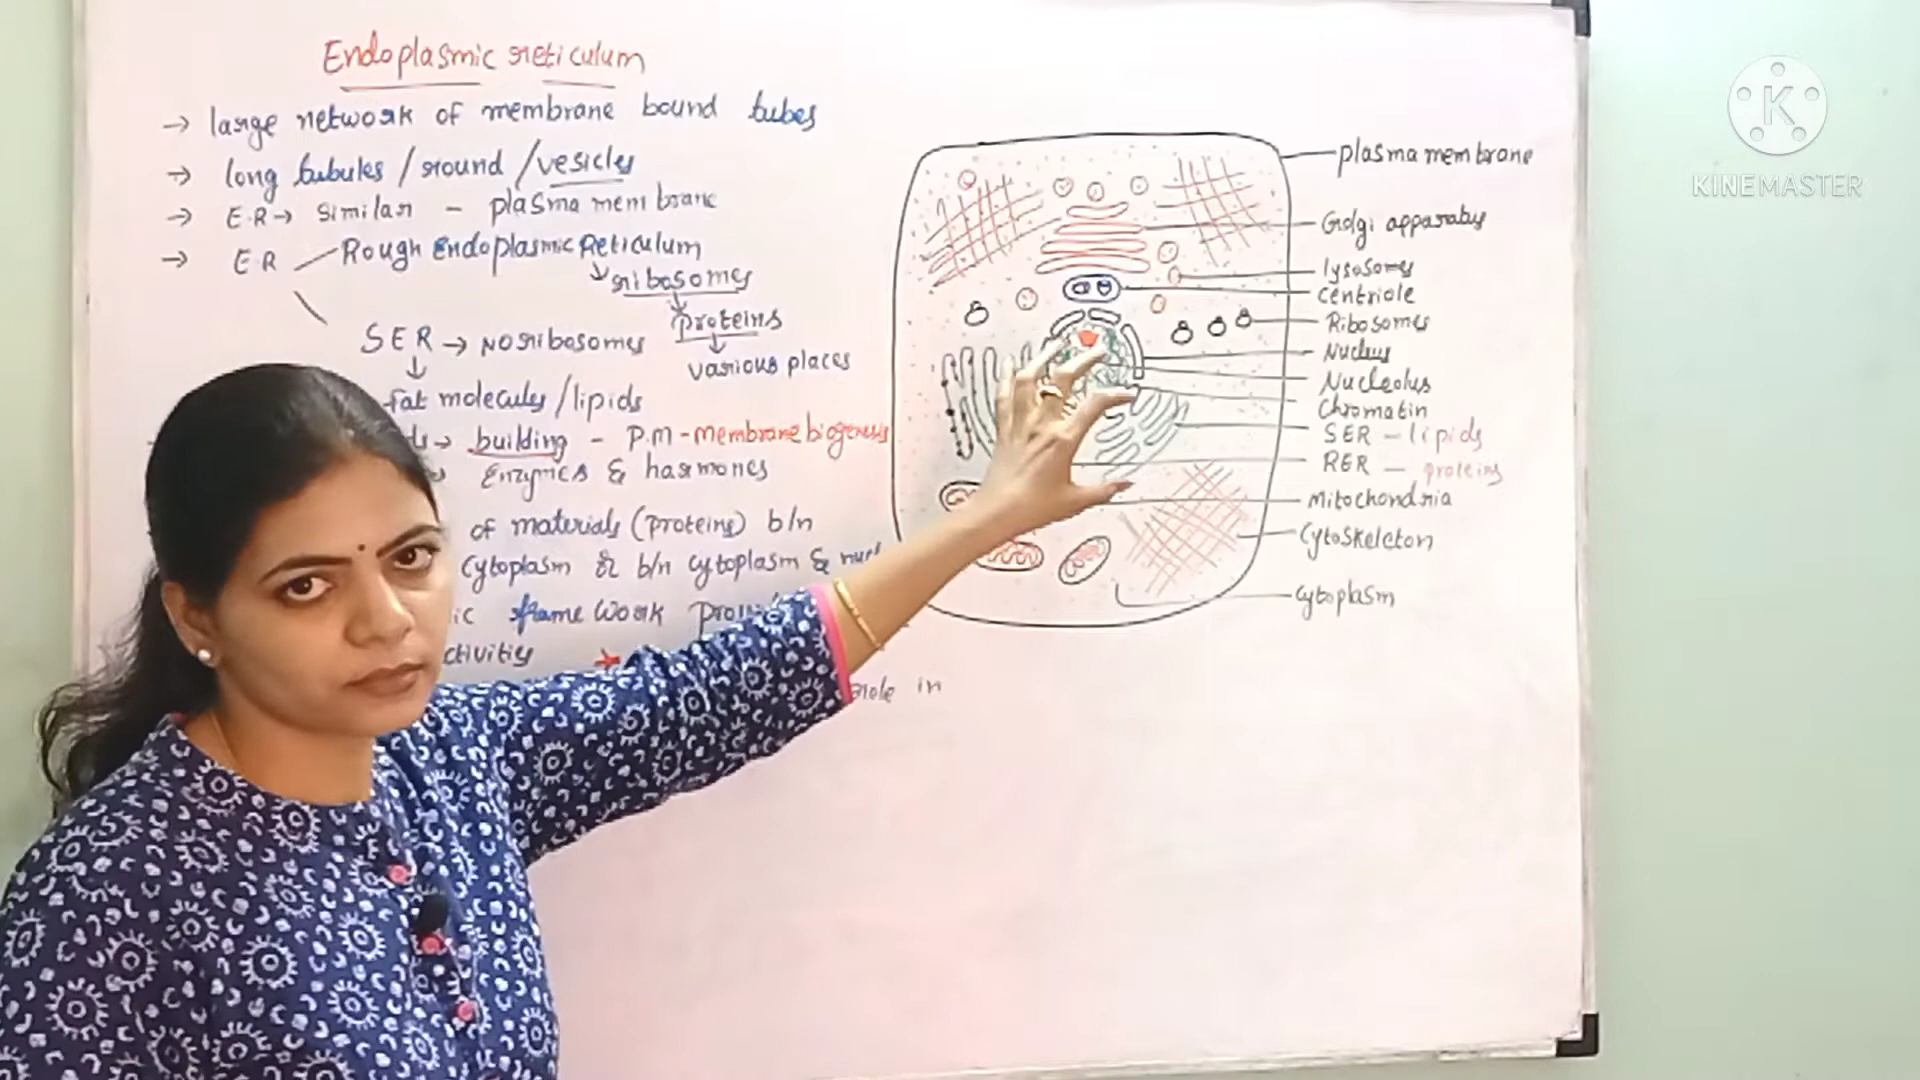 Endoplasmic reticulum
→ large network of membrane bound tubes
→ long tubules / round / vesicles
→ E.R → similar - plasma membrane
→ E.R Rough Endoplasmic Reticulum
ribosomes
proteins
various places
SER → No ribosomes
fat molecules / lipids
→ building - P.M - membrane biogenesis
Enzymes & harmones
of materials (proteins) b/n
cytoplasm & b/n cytoplasm &
frame work
role in
plasma membrane
Golgi apparatus
lysosomes
centriole
Ribosomes
Nucleus
Nucleolus
chromatin
SER - lipids
RER - proteins
Mitochondria
Cytoskeleton
cytoplasm
K
KINEMASTER